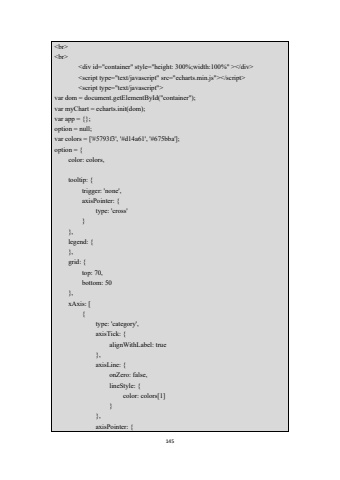 <br>
<br>
<div id="container" style="height: 300%;width:100%" ></div>
<script type="text/javascript" src="echarts.min.js"></script>
<script type="text/javascript">
var dom = document.getElementById("container");
var myChart = echarts.init(dom);
var app = {};
option = null;
var colors = ['#5793f3', '#d14a61', '#675bba'];
option = {
color: colors,
tooltip: {
trigger: 'none',
axisPointer: {
type: 'cross'
}
},
legend: {
},
grid: {
top: 70,
bottom: 50
},
xAxis: [
{
type: 'category',
axisTick: {
alignWithLabel: true
},
axisLine: {
onZero: false,
lineStyle: {
color: colors[1]
}
},
axisPointer: {
145